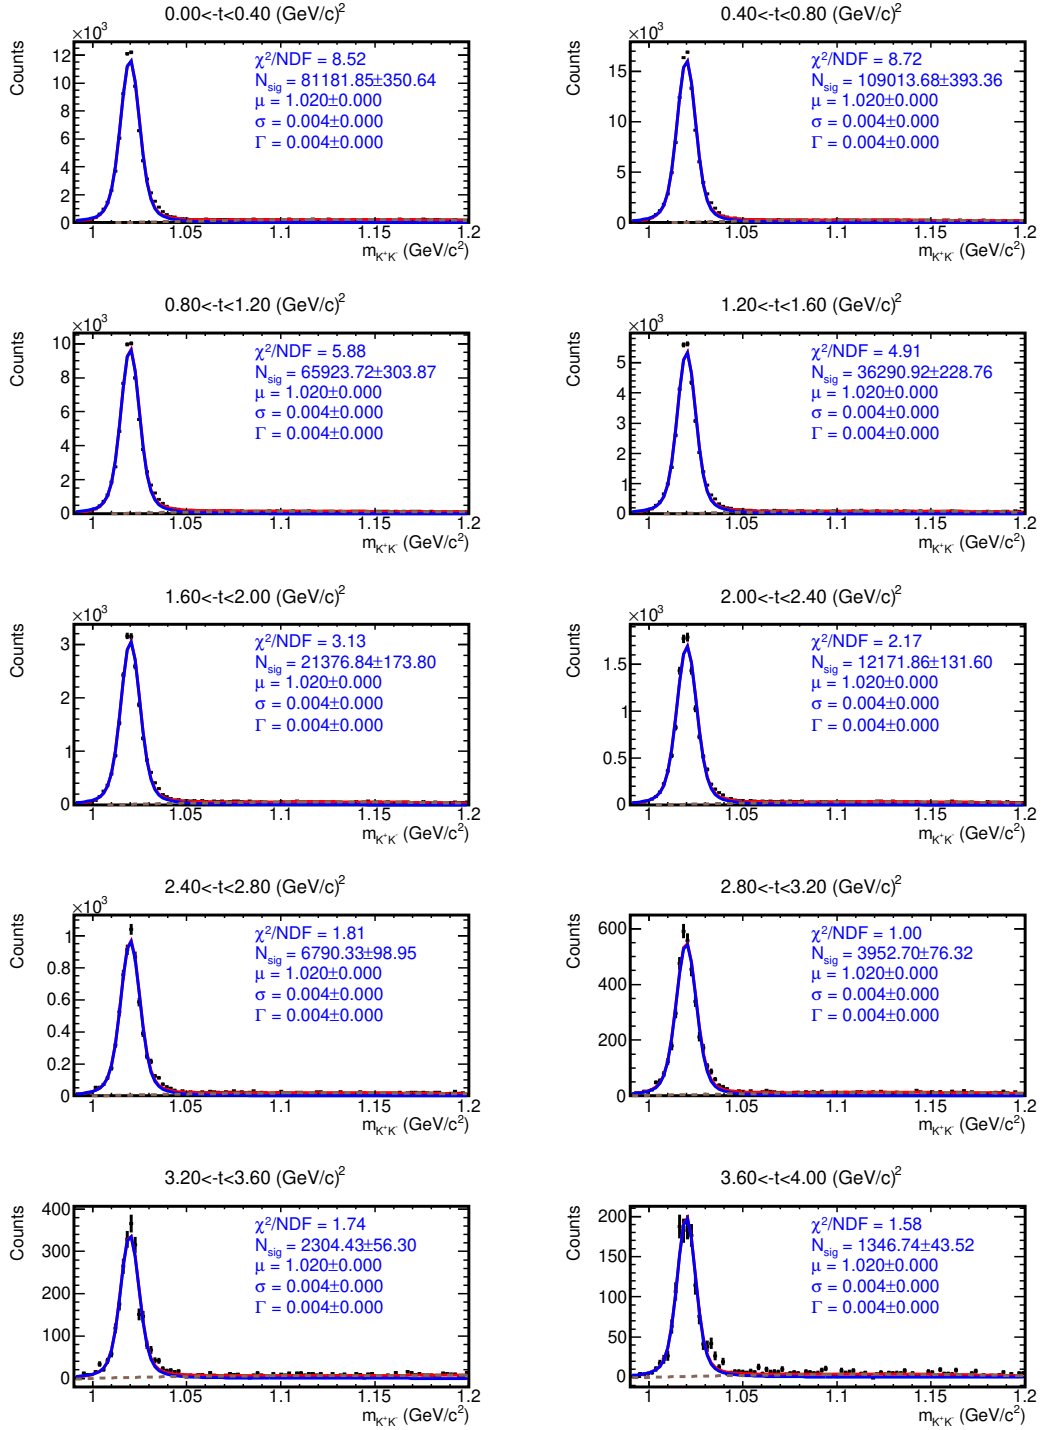 0.00<-t<0.40 (GeV/c)²
×10³
Counts
12
10
8
6
4
2
0
χ²/NDF = 8.52
N_sig = 81181.85±350.64
μ = 1.020±0.000
σ = 0.004±0.000
Γ = 0.004±0.000
1 1.05 1.1 1.15 1.2
m_K⁺K⁻ (GeV/c²)
0.40<-t<0.80 (GeV/c)²
×10³
Counts
15
10
5
0
χ²/NDF = 8.72
N_sig = 109013.68±393.36
μ = 1.020±0.000
σ = 0.004±0.000
Γ = 0.004±0.000
1 1.05 1.1 1.15 1.2
m_K⁺K⁻ (GeV/c²)
0.80<-t<1.20 (GeV/c)²
×10³
Counts
10
8
6
4
2
0
χ²/NDF = 5.88
N_sig = 65923.72±303.87
μ = 1.020±0.000
σ = 0.004±0.000
Γ = 0.004±0.000
1 1.05 1.1 1.15 1.2
m_K⁺K⁻ (GeV/c²)
1.20<-t<1.60 (GeV/c)²
×10³
Counts
5
4
3
2
1
0
χ²/NDF = 4.91
N_sig = 36290.92±228.76
μ = 1.020±0.000
σ = 0.004±0.000
Γ = 0.004±0.000
1 1.05 1.1 1.15 1.2
m_K⁺K⁻ (GeV/c²)
1.60<-t<2.00 (GeV/c)²
×10³
Counts
3
2
1
0
χ²/NDF = 3.13
N_sig = 21376.84±173.80
μ = 1.020±0.000
σ = 0.004±0.000
Γ = 0.004±0.000
1 1.05 1.1 1.15 1.2
m_K⁺K⁻ (GeV/c²)
2.00<-t<2.40 (GeV/c)²
×10³
Counts
1.5
1
0.5
0
χ²/NDF = 2.17
N_sig = 12171.86±131.60
μ = 1.020±0.000
σ = 0.004±0.000
Γ = 0.004±0.000
1 1.05 1.1 1.15 1.2
m_K⁺K⁻ (GeV/c²)
2.40<-t<2.80 (GeV/c)²
×10³
Counts
1
0.8
0.6
0.4
0.2
0
χ²/NDF = 1.81
N_sig = 6790.33±98.95
μ = 1.020±0.000
σ = 0.004±0.000
Γ = 0.004±0.000
1 1.05 1.1 1.15 1.2
m_K⁺K⁻ (GeV/c²)
2.80<-t<3.20 (GeV/c)²
Counts
600
400
200
0
χ²/NDF = 1.00
N_sig = 3952.70±76.32
μ = 1.020±0.000
σ = 0.004±0.000
Γ = 0.004±0.000
1 1.05 1.1 1.15 1.2
m_K⁺K⁻ (GeV/c²)
3.20<-t<3.60 (GeV/c)²
Counts
400
300
200
100
0
χ²/NDF = 1.74
N_sig = 2304.43±56.30
μ = 1.020±0.000
σ = 0.004±0.000
Γ = 0.004±0.000
1 1.05 1.1 1.15 1.2
m_K⁺K⁻ (GeV/c²)
3.60<-t<4.00 (GeV/c)²
Counts
200
150
100
50
0
χ²/NDF = 1.58
N_sig = 1346.74±43.52
μ = 1.020±0.000
σ = 0.004±0.000
Γ = 0.004±0.000
1 1.05 1.1 1.15 1.2
m_K⁺K⁻ (GeV/c²)